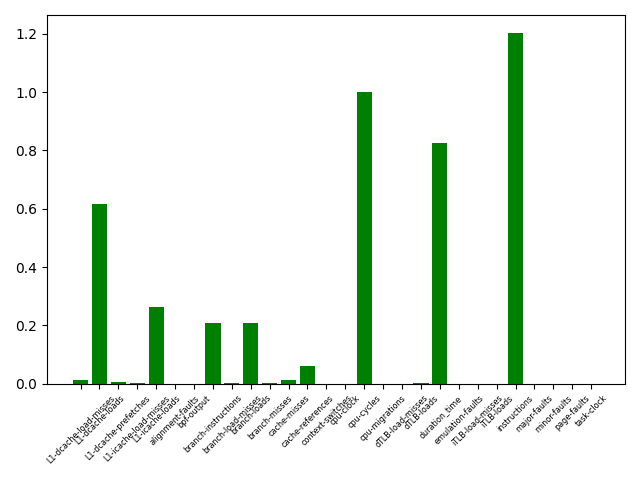 1.2
1.0
0.8
0.6
0.4
0.2
0.0
L1-dcache-load-misses
L1-dcache-loads
L1-dcache-prefetches
L1-icache-load-misses
L1-icache-loads
alignment-faults
bpf-output
branch-instructions
branch-load-misses
branch-loads
branch-misses
cache-misses
cache-references
context-switches
cpu-clock
cpu-cycles
cpu-migrations
dTLB-load-misses
dTLB-loads
duration_time
emulation-faults
iTLB-load-misses
iTLB-loads
instructions
major-faults
minor-faults
page-faults
task-clock